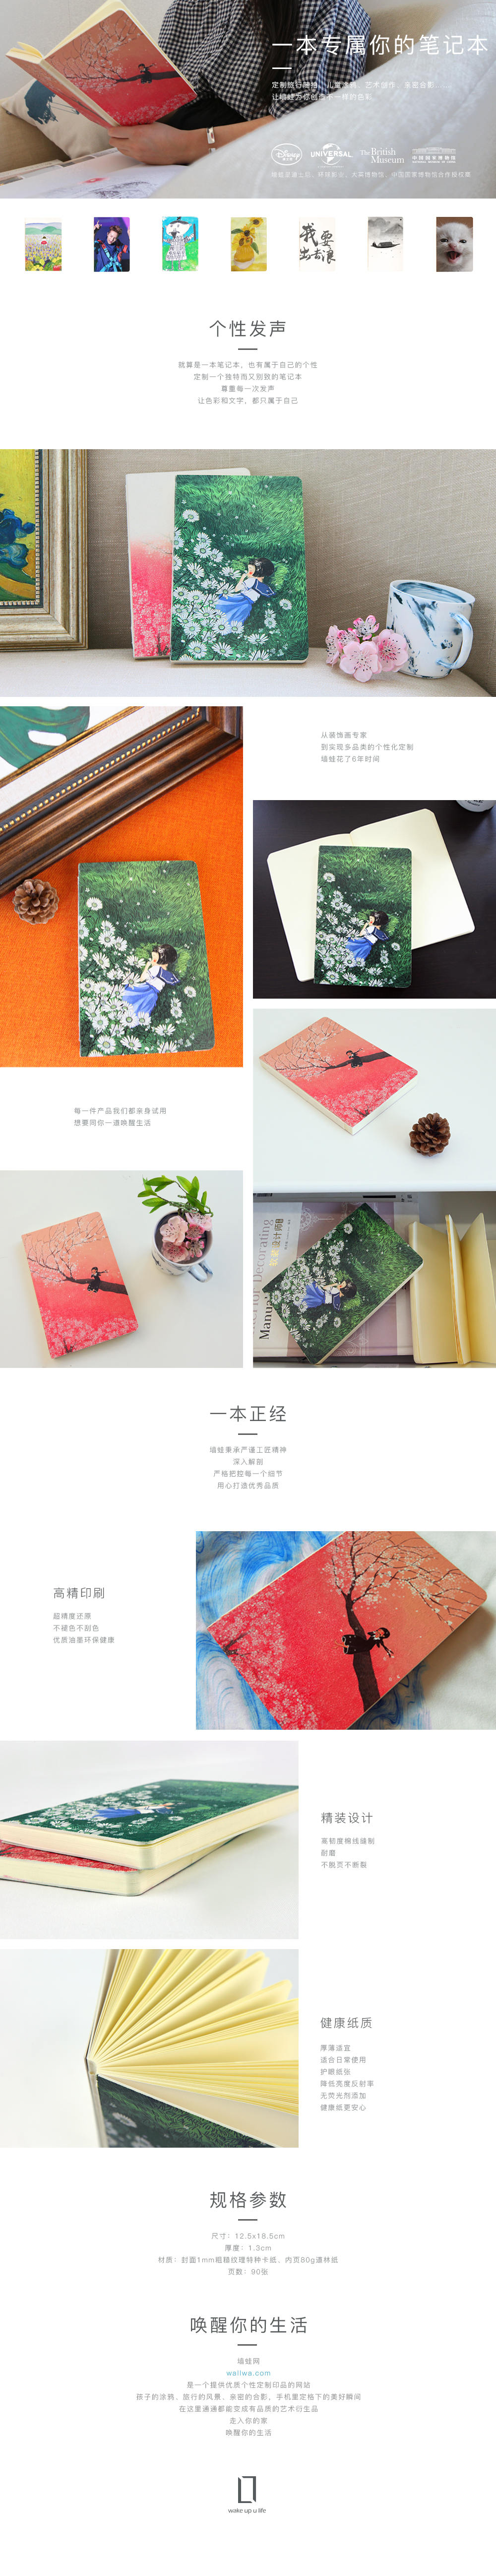 一本专属你的笔记本
定制旅行随拍、儿童涂鸦、艺术创作、亲密合影……
让墙蛙为你创造不一样的色彩
Disney
UNIVERSAL
The British Museum
中国国家博物馆
墙蛙是迪士尼、环球影业、大英博物馆、中国国家博物馆合作授权商
我要出去浪
个性发声
就算是一本笔记本，也有属于自己的个性
定制一个独特而又别致的笔记本
尊重每一次发声
让色彩和文字，都只属于自己
从装饰画专家
到实现多品类的个性化定制
墙蛙花了6年时间
每一件产品我们都亲身试用
想要同你一道唤醒生活
Decorating
Manual
软装设计师
一本正经
墙蛙秉承严谨工匠精神
深入解剖
严格把控每一个细节
用心打造优秀品质
高精印刷
超精度还原
不褪色不刮色
优质油墨环保健康
精装设计
高韧度棉线缝制
耐磨
不脱页不断裂
健康纸质
厚薄适宜
适合日常使用
护眼纸张
降低亮度反射率
无荧光剂添加
健康纸更安心
规格参数
尺寸：12.5x18.5cm
厚度：1.3cm
材质：封面1mm粗糙纹理特种卡纸，内页80g道林纸
页数：90张
唤醒你的生活
墙蛙网
wallwa.com
是一个提供优质个性定制印品的网站
孩子的涂鸦、旅行的风景、亲密的合影，手机里定格下的美好瞬间
在这里通通都能变成有品质的艺术衍生品
走入你的家
唤醒你的生活
wake up u life